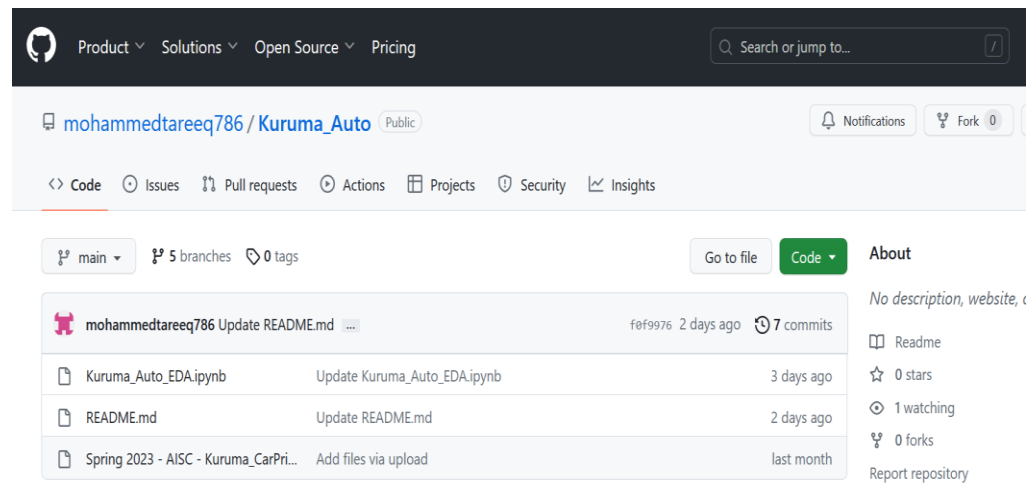 Product Solutions Open Source Pricing Search or jump to... /
mohammedtareeq786 / Kuruma_Auto Public Notifications Fork 0
Code Issues Pull requests Actions Projects Security Insights
main 5 branches 0 tags Go to file Code
mohammedtareeq786 Update README.md ... f0f9976 2 days ago 7 commits
Kuruma_Auto_EDA.ipynb Update Kuruma_Auto_EDA.ipynb 3 days ago
README.md Update README.md 2 days ago
Spring 2023 - AISC - Kuruma_CarPri... Add files via upload last month
About
No description, website,
Readme
0 stars
1 watching
0 forks
Report repository